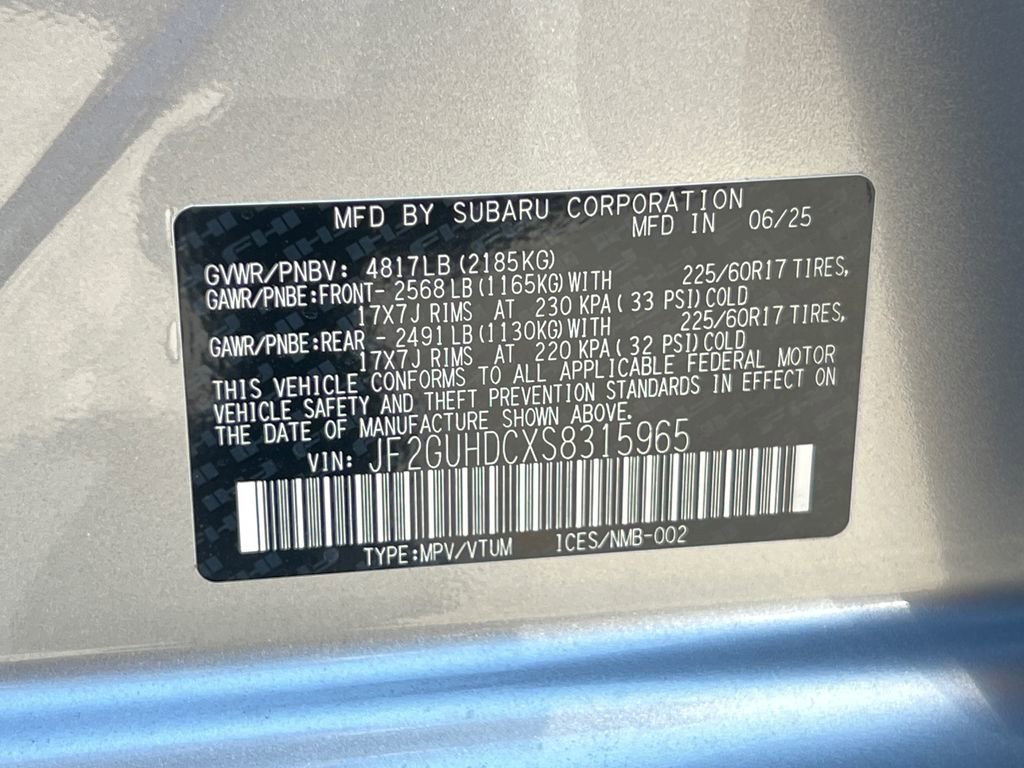 MFD BY SUBARU CORPORATION
MFD IN 06/25
GVWR/PNBV: 4817LB (2185KG)
GAWR/PNBE:FRONT- 2568 LB (1165KG) WITH 225/60R17 TIRES,
17X7J RIMS AT 230 KPA ( 33 PSI) COLD
GAWR/PNBE:REAR - 2491 LB (1130KG) WITH 225/60R17 TIRES,
17X7J RIMS AT 220 KPA ( 32 PSI) COLD
THIS VEHICLE CONFORMS TO ALL APPLICABLE FEDERAL MOTOR
VEHICLE SAFETY AND THEFT PREVENTION STANDARDS IN EFFECT ON
THE DATE OF MANUFACTURE SHOWN ABOVE.
VIN: JF2GUHDCXS8315965
TYPE:MPV/VTUM ICES/NMB-002